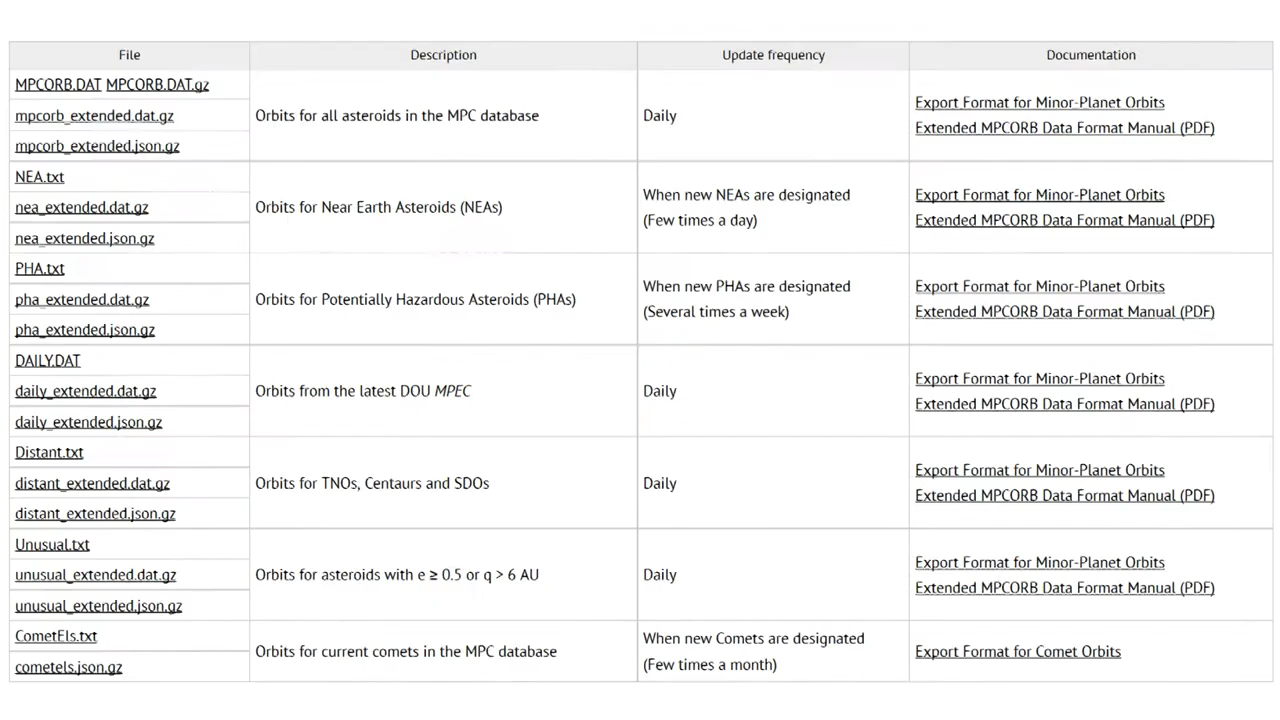 File Description Update frequency Documentation
MPCORB.DAT MPCORB.DAT.gz
mpcorb_extended.dat.gz
mpcorb_extended.json.gz
Orbits for all asteroids in the MPC database
Daily
Export Format for Minor-Planet Orbits
Extended MPCORB Data Format Manual (PDF)
NEA.txt
nea_extended.dat.gz
nea_extended.json.gz
Orbits for Near Earth Asteroids (NEAs)
When new NEAs are designated
(Few times a day)
Export Format for Minor-Planet Orbits
Extended MPCORB Data Format Manual (PDF)
PHA.txt
pha_extended.dat.gz
pha_extended.json.gz
Orbits for Potentially Hazardous Asteroids (PHAs)
When new PHAs are designated
(Several times a week)
Export Format for Minor-Planet Orbits
Extended MPCORB Data Format Manual (PDF)
DAILY.DAT
daily_extended.dat.gz
daily_extended.json.gz
Orbits from the latest DOU MPEC
Daily
Export Format for Minor-Planet Orbits
Extended MPCORB Data Format Manual (PDF)
Distant.txt
distant_extended.dat.gz
distant_extended.json.gz
Orbits for TNOs, Centaurs and SDOs
Daily
Export Format for Minor-Planet Orbits
Extended MPCORB Data Format Manual (PDF)
Unusual.txt
unusual_extended.dat.gz
unusual_extended.json.gz
Orbits for asteroids with e ≥ 0.5 or q > 6 AU
Daily
Export Format for Minor-Planet Orbits
Extended MPCORB Data Format Manual (PDF)
CometEls.txt
cometels.json.gz
Orbits for current comets in the MPC database
When new Comets are designated
(Few times a month)
Export Format for Comet Orbits